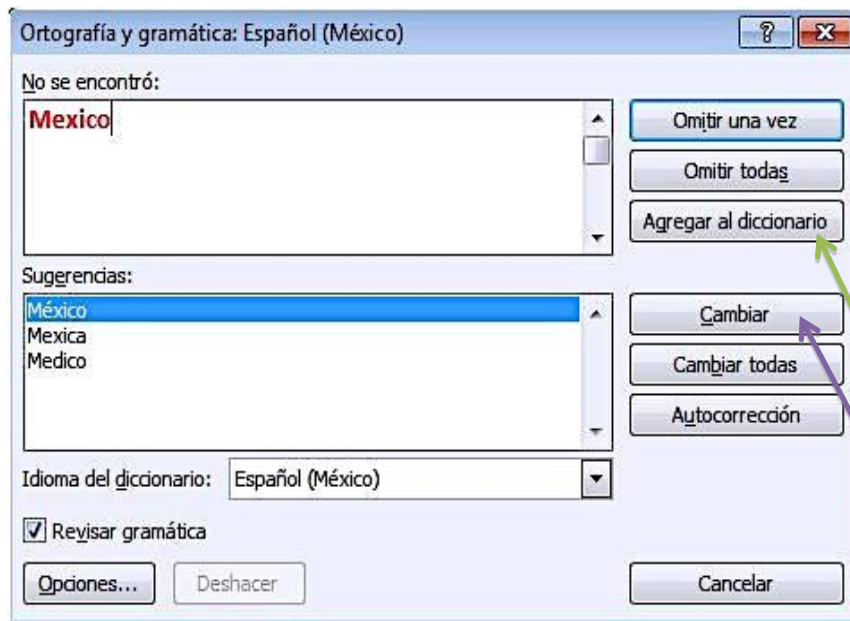 Ortografía y gramática: Español (México)
No se encontró:
Mexico
Omitir una vez
Omitir todas
Agregar al diccionario
Sugerencias:
México
Mexica
Medico
Cambiar
Cambiar todas
Autocorrección
Idioma del diccionario: Español (México)
Revisar gramática
Opciones... Deshacer Cancelar